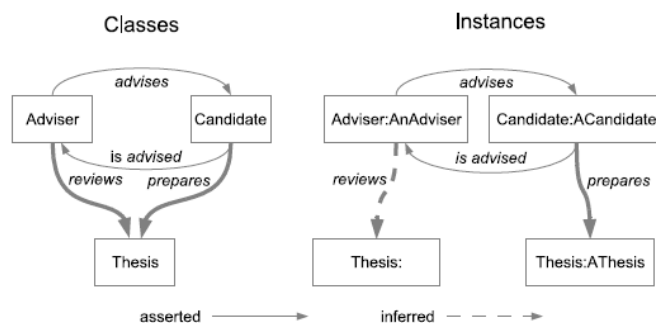 Classes
Instances
advises
advises
Adviser
Candidate
Adviser:AnAdviser
Candidate:ACandidate
is advised
is advised
reviews
prepares
reviews
prepares
Thesis
Thesis:
Thesis:AThesis
asserted
inferred